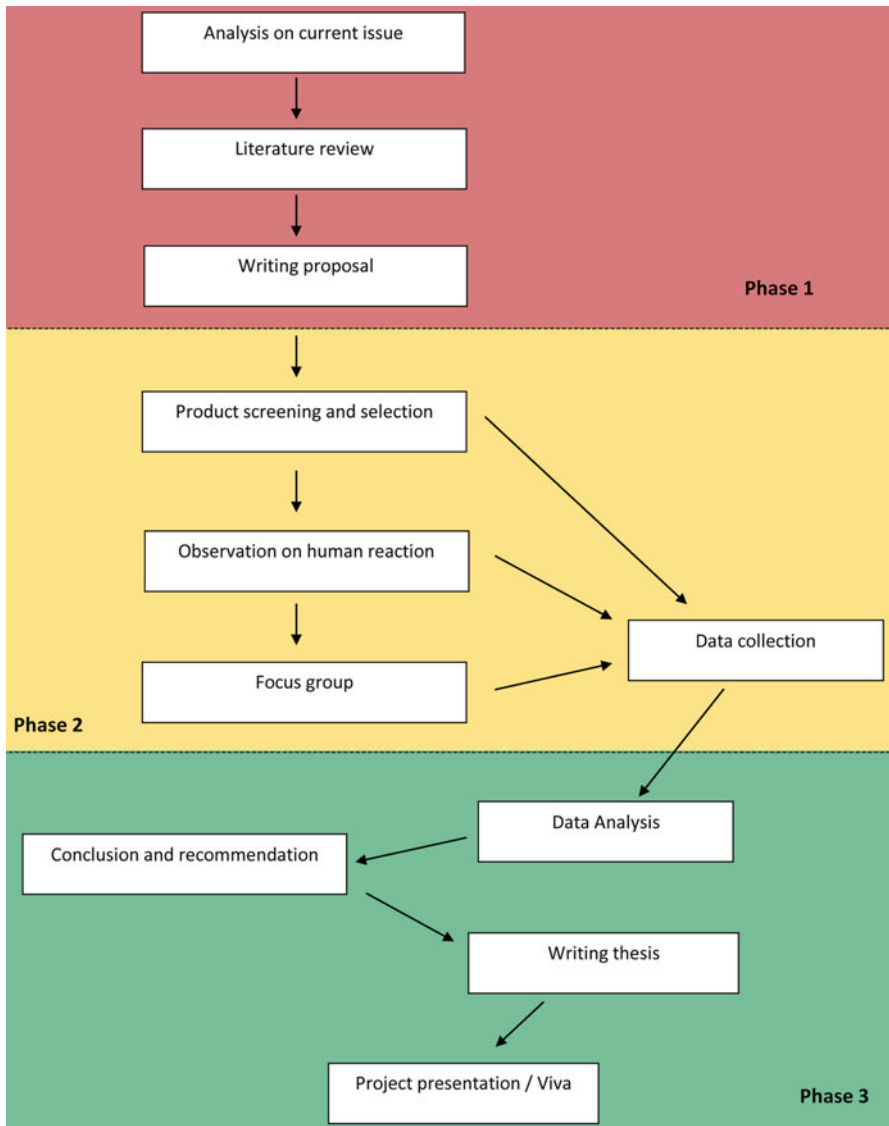 Analysis on current issue
Literature review
Writing proposal
Phase 1
Product screening and selection
Observation on human reaction
Data collection
Focus group
Phase 2
Data Analysis
Conclusion and recommendation
Writing thesis
Project presentation / Viva
Phase 3